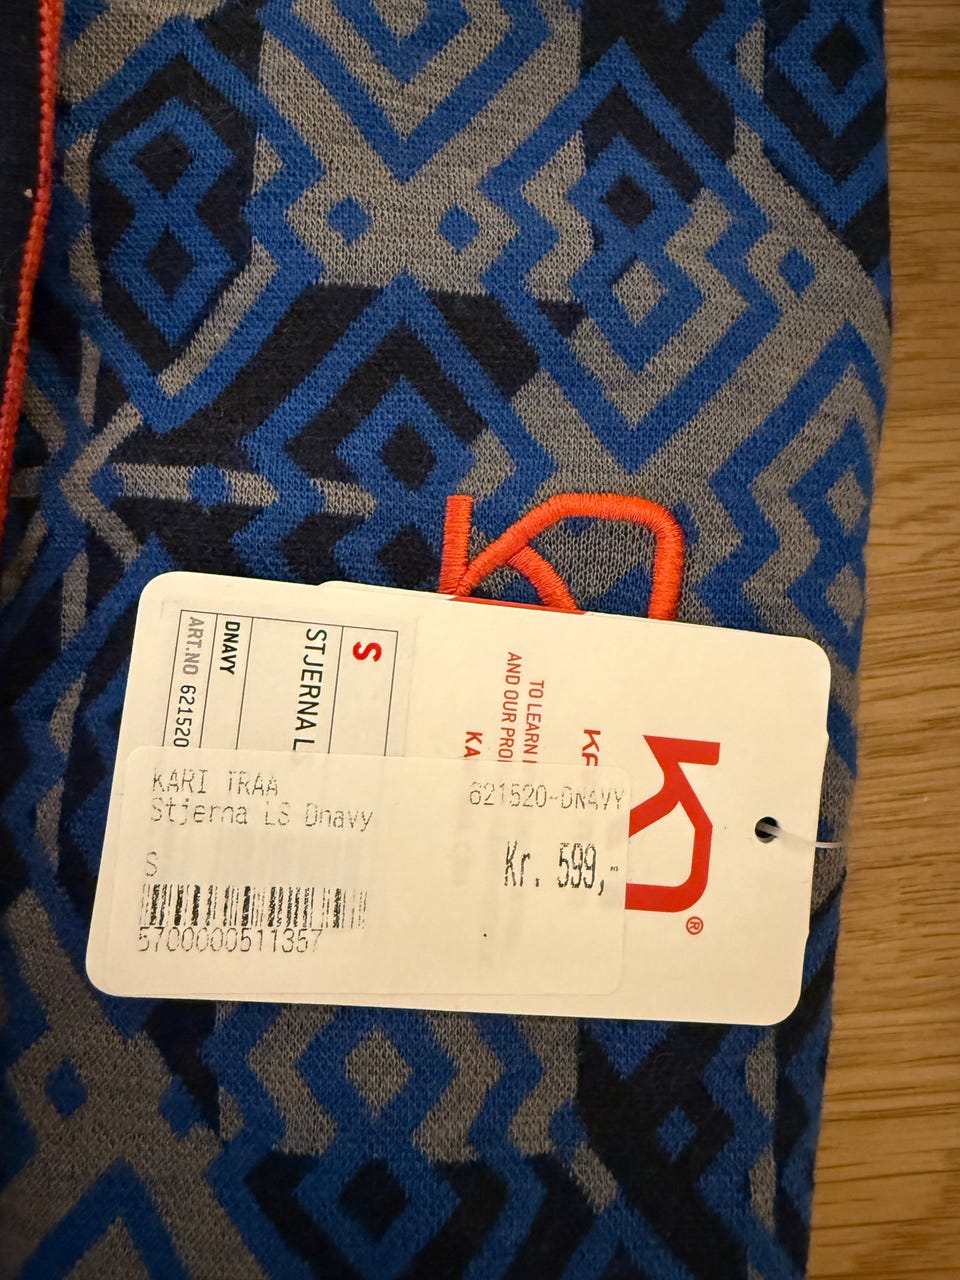 S
STJERNA L
DNAVY
ART.NO 621520
TO LEARN
AND OUR PRO
KA
®
KARI TRAA
621520-DNAVY
Stjerna LS Dnavy
Kr. 599,-
S
5700000511357